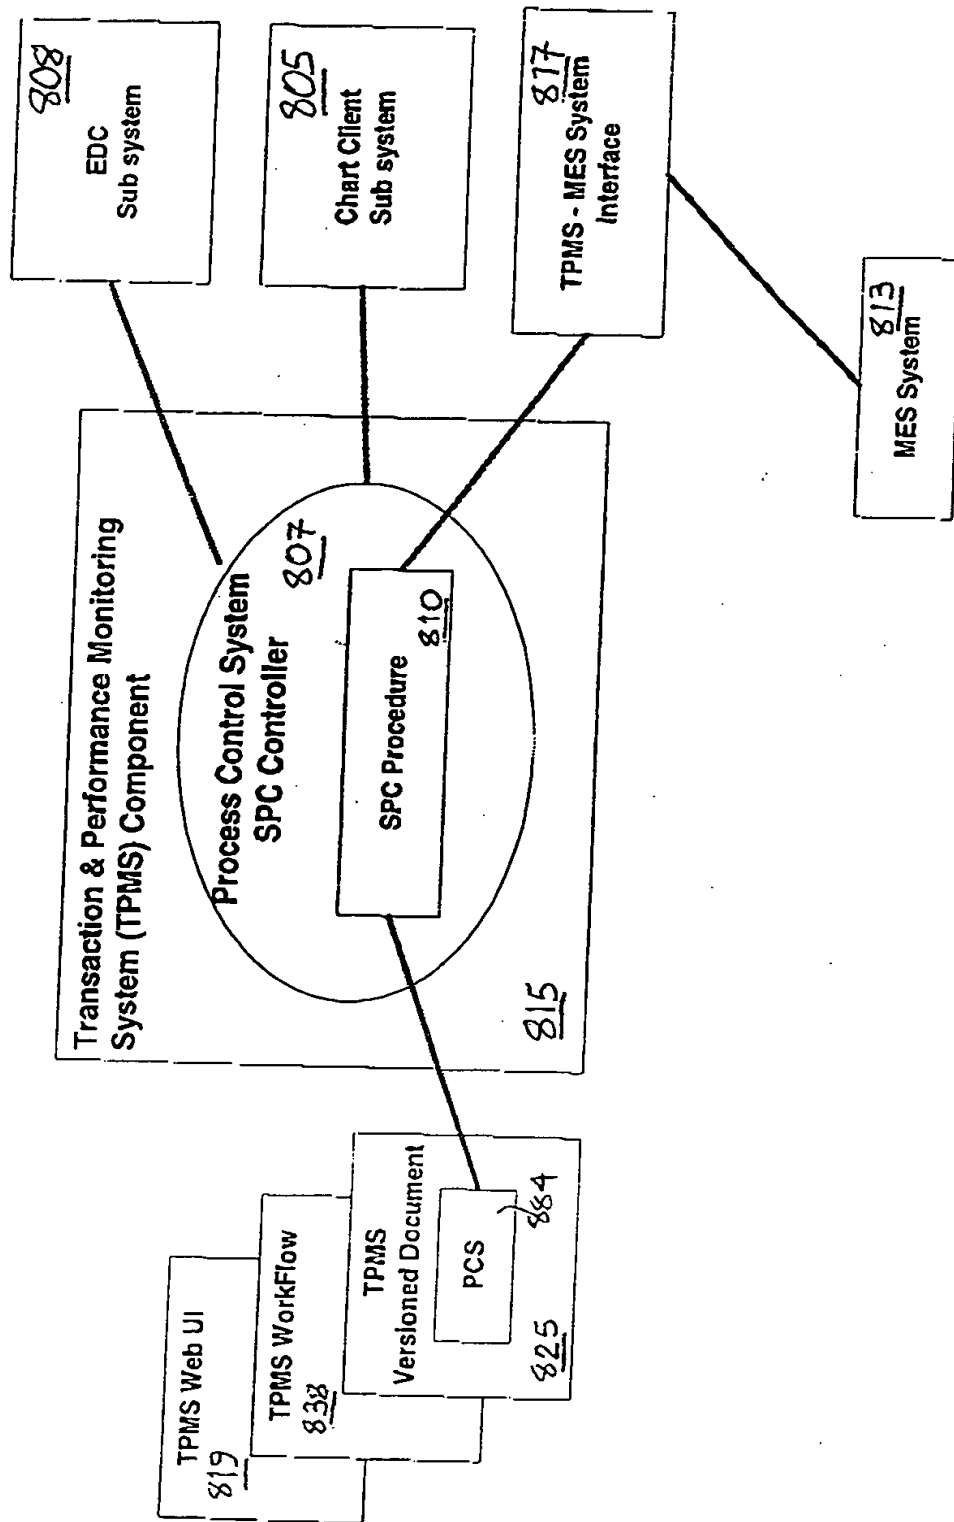 TPMS Web UI
819
TPMS WorkFlow
838
TPMS
Versioned Document
PCS
884
825
Transaction & Performance Monitoring
System (TPMS) Component
Process Control System
SPC Controller
807
SPC Procedure
810
815
EDC
Sub system
808
Chart Client
Sub system
805
TPMS - MES System
Interface
817
MES System
813